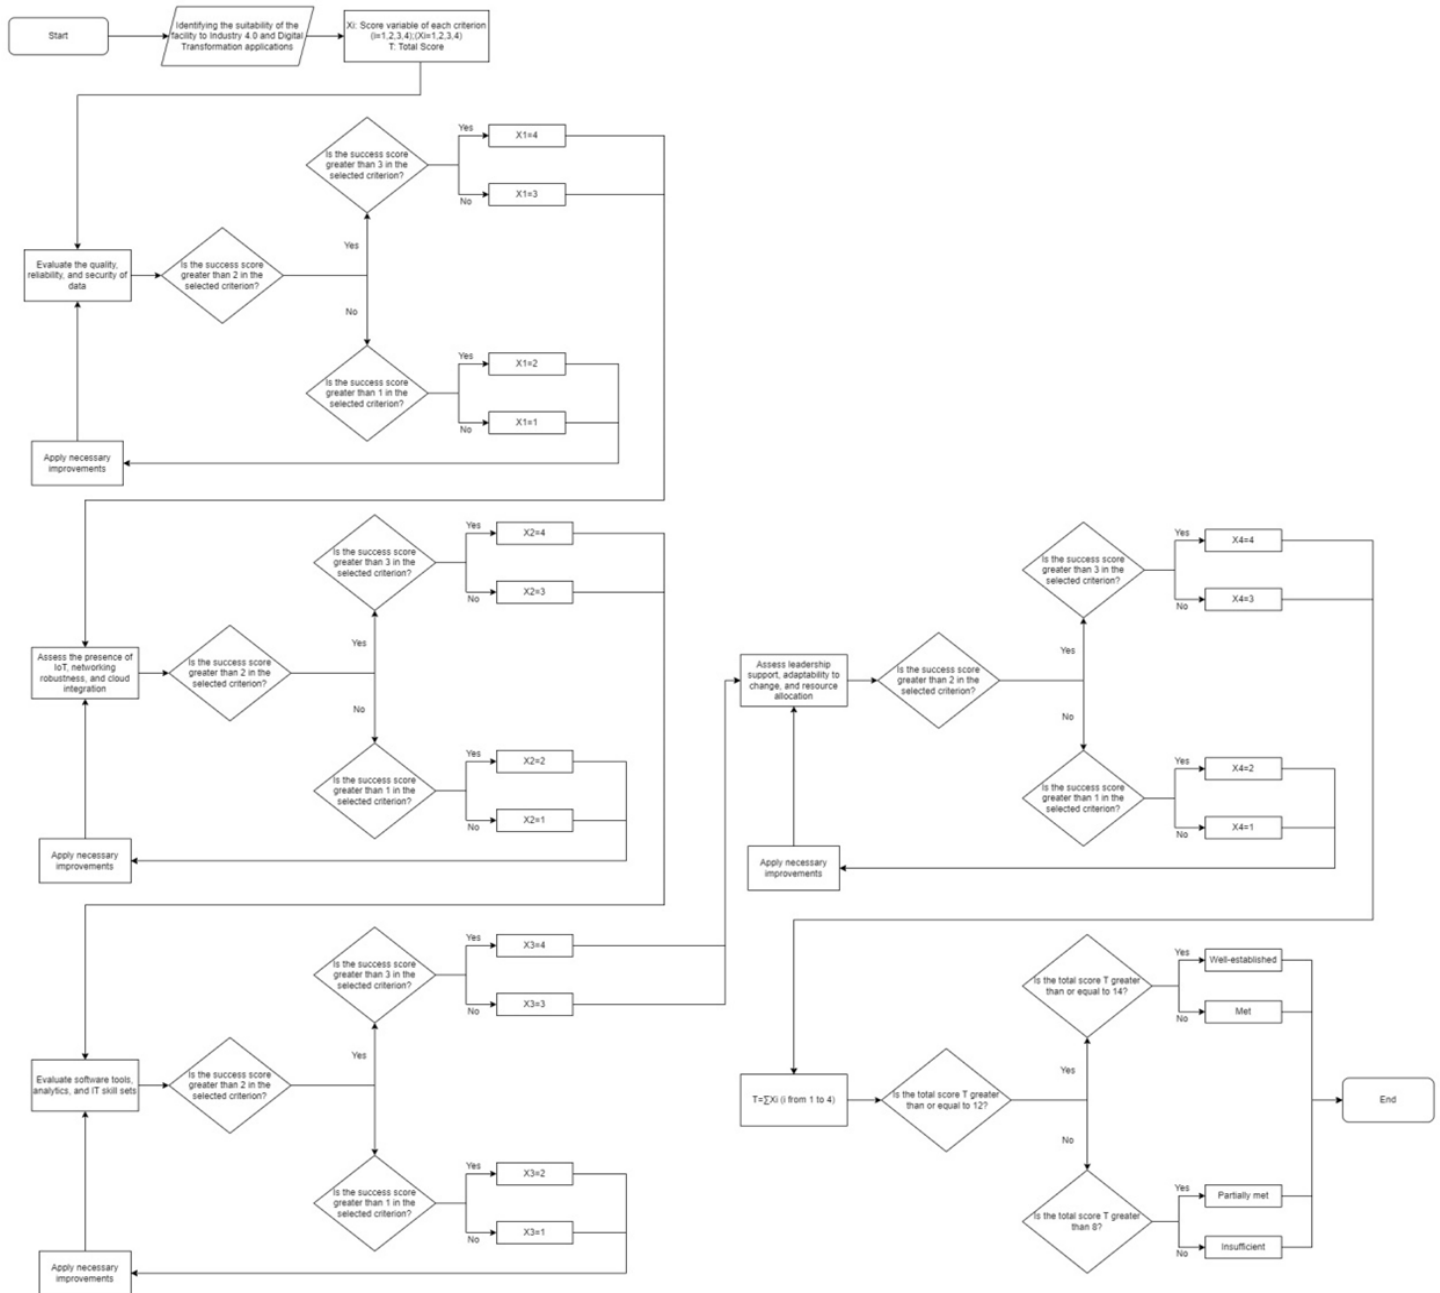 Start
Identifying the suitability of the
facility to Industry 4.0 and Digital
Transformation applications
Xi: Score variable of each criterion
(i=1,2,3,4);(Xi=1,2,3,4)
T: Total Score
Evaluate the quality,
reliability, and security of
data
Is the success score
greater than 2 in the
selected criterion?
Yes
No
Is the success score
greater than 3 in the
selected criterion?
Yes
X1=4
No
X1=3
Is the success score
greater than 1 in the
selected criterion?
Yes
X1=2
No
X1=1
Apply necessary
improvements
Assess the presence of
IoT, networking
robustness, and cloud
integration
Is the success score
greater than 2 in the
selected criterion?
Yes
No
Is the success score
greater than 3 in the
selected criterion?
Yes
X2=4
No
X2=3
Is the success score
greater than 1 in the
selected criterion?
Yes
X2=2
No
X2=1
Apply necessary
improvements
Evaluate software tools,
analytics, and IT skill sets
Is the success score
greater than 2 in the
selected criterion?
Yes
Is the success score
greater than 3 in the
selected criterion?
Yes
X3=4
No
X3=3
Is the success score
greater than 1 in the
selected criterion?
Yes
X3=2
No
X3=1
Apply necessary
improvements
Assess leadership
support, adaptability to
change, and resource
allocation
Is the success score
greater than 2 in the
selected criterion?
Yes
No
Is the success score
greater than 3 in the
selected criterion?
Yes
X4=4
No
X4=3
Is the success score
greater than 1 in the
selected criterion?
Yes
X4=2
No
X4=1
Apply necessary
improvements
T=∑Xi (i from 1 to 4)
Is the total score T greater
than or equal to 12?
Yes
No
Is the total score T greater
than or equal to 14?
Yes
Well-established
No
Met
Is the total score T greater
than 8?
Yes
Partially met
No
Insufficient
End